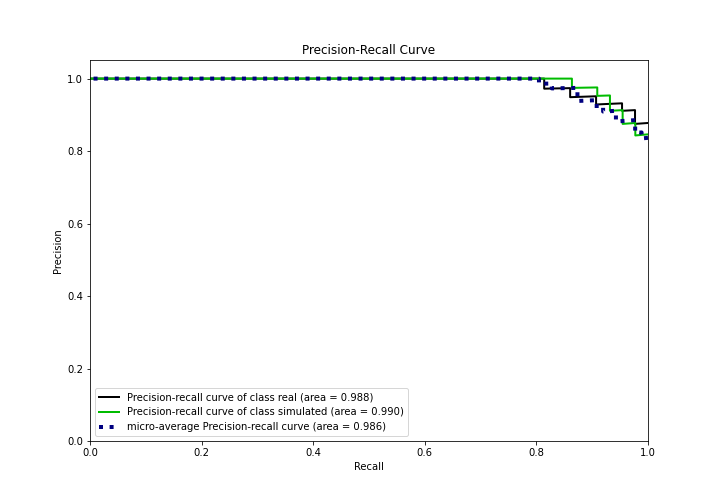 Precision-Recall Curve
1.0
0.8
0.6
0.4
0.2
0.0
Precision
Precision-recall curve of class real (area = 0.988)
Precision-recall curve of class simulated (area = 0.990)
micro-average Precision-recall curve (area = 0.986)
0.0 0.2 0.4 0.6 0.8 1.0
Recall